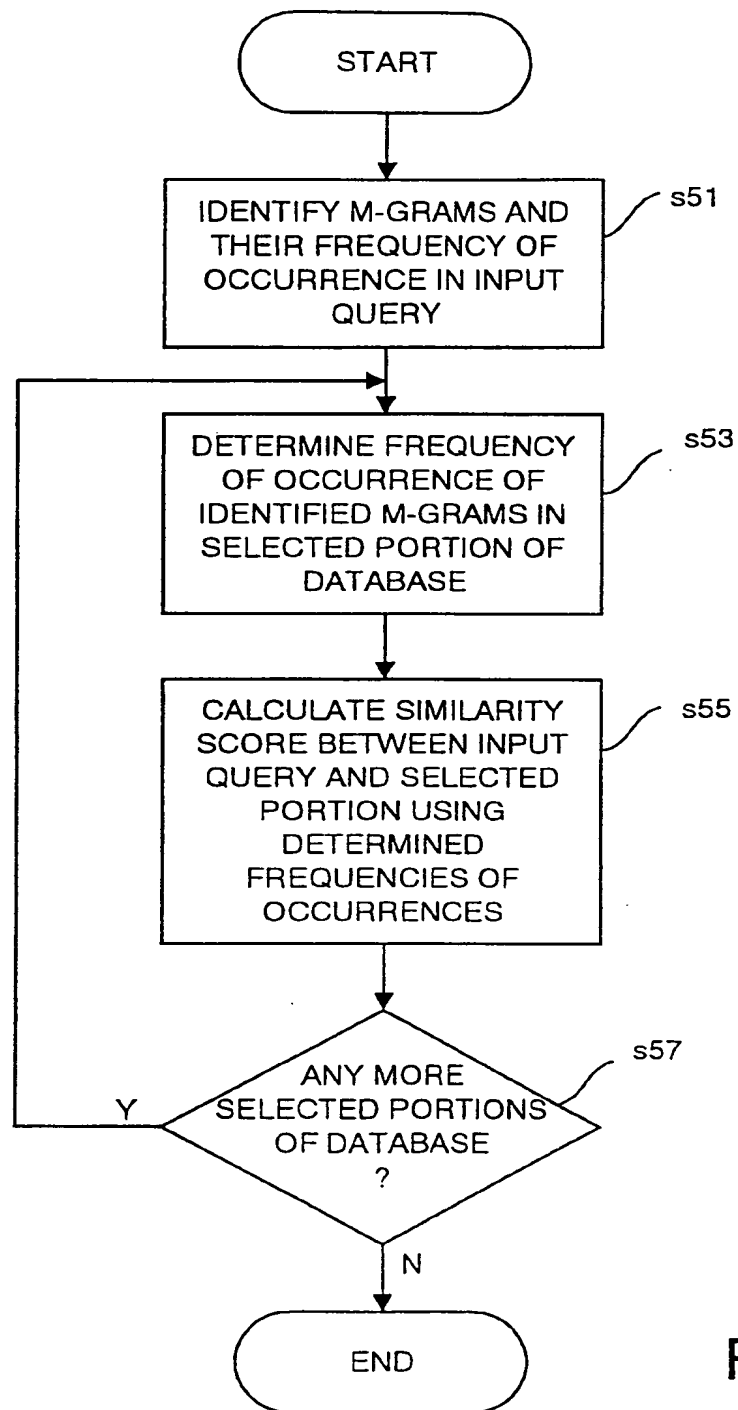 START
IDENTIFY M-GRAMS AND
THEIR FREQUENCY OF
OCCURRENCE IN INPUT
QUERY
s51
DETERMINE FREQUENCY
OF OCCURRENCE OF
IDENTIFIED M-GRAMS IN
SELECTED PORTION OF
DATABASE
s53
CALCULATE SIMILARITY
SCORE BETWEEN INPUT
QUERY AND SELECTED
PORTION USING
DETERMINED
FREQUENCIES OF
OCCURRENCES
s55
ANY MORE
SELECTED PORTIONS
OF DATABASE
?
s57
Y
N
END